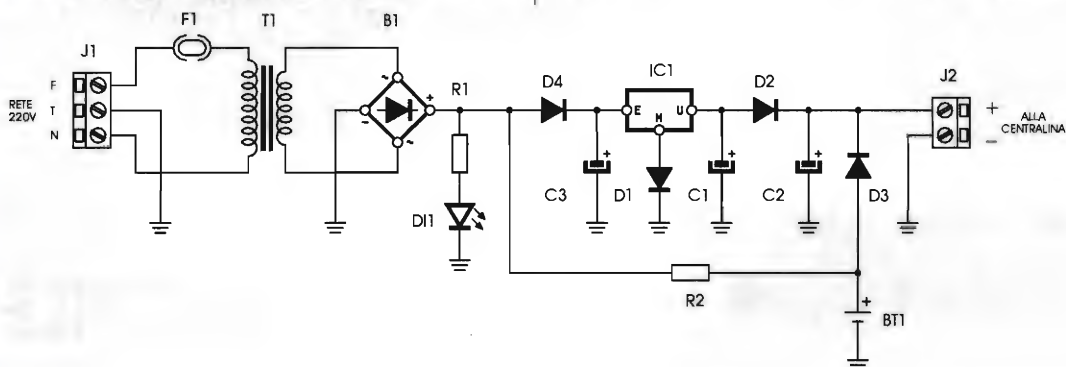 F1
T1
B1
J1
RETE
220V
F
T
N
R1
DI1
D4
IC1
E
M
U
D2
J2
+
−
ALLA
CENTRALINA
C3
D1
C1
C2
D3
R2
BT1
~
~
+
-
+
+
+
+